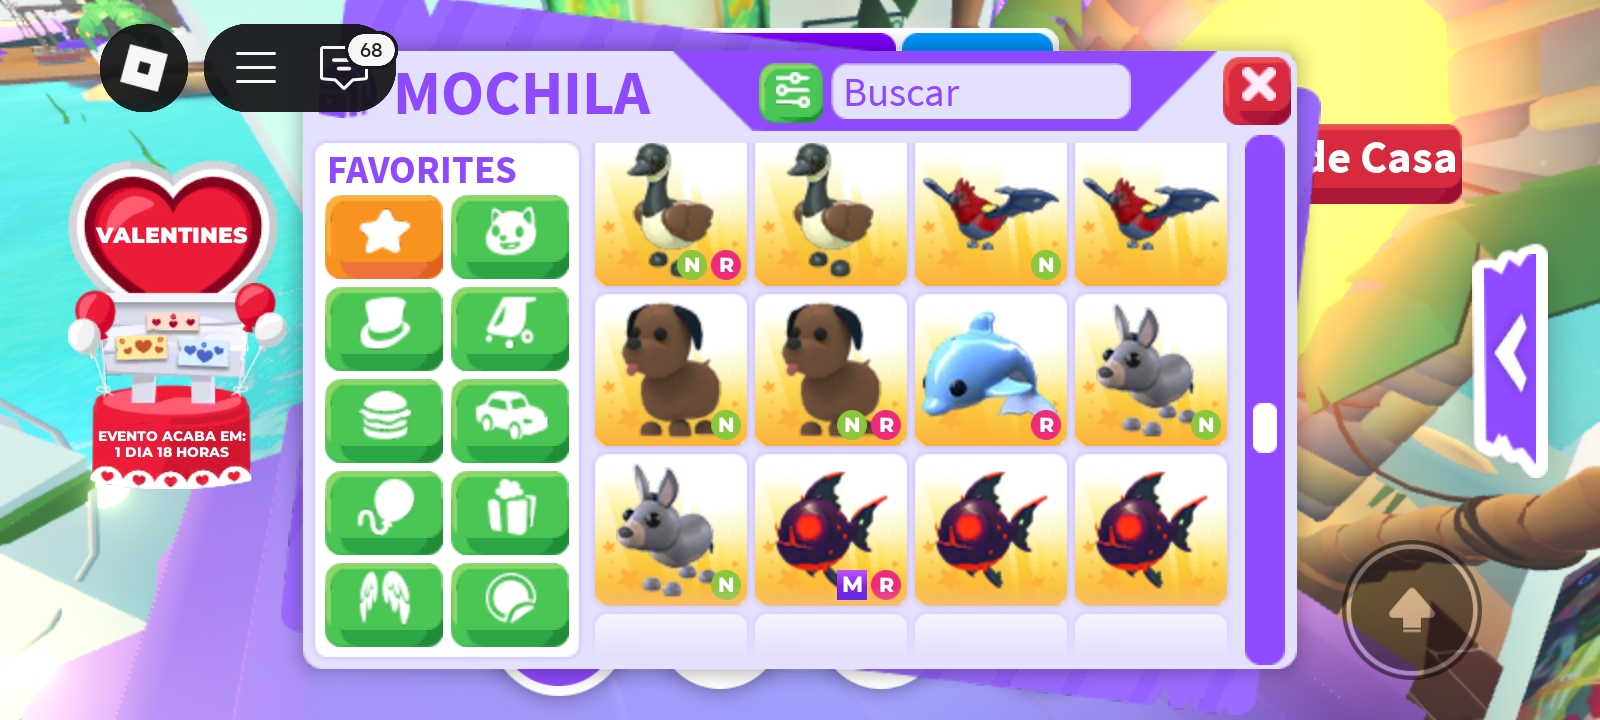 68
MOCHILA
Buscar
de Casa
FAVORITES
VALENTINES
EVENTO ACABA EM:
1 DIA 18 HORAS
N R
N
N
N R
R
N
N
M R